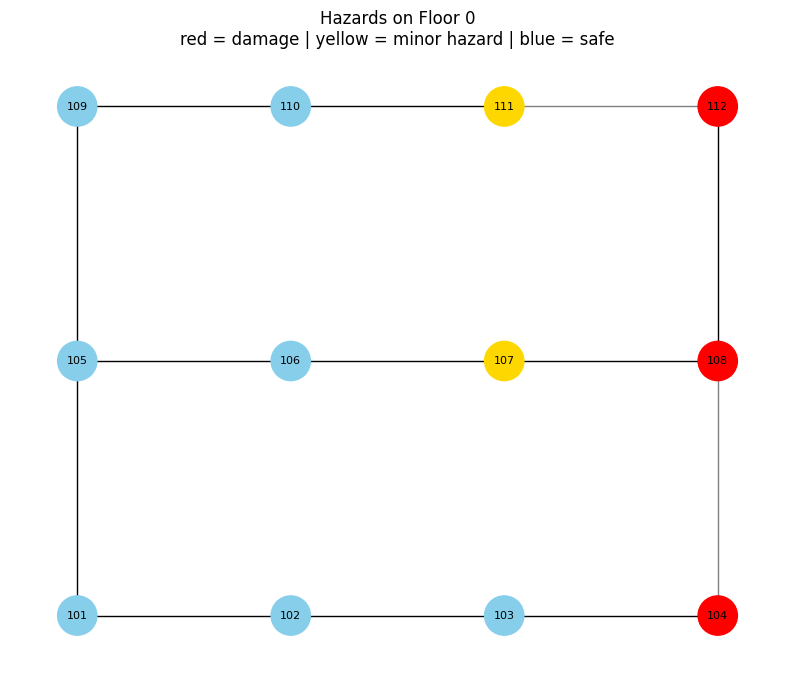 Hazards on Floor 0
red = damage | yellow = minor hazard | blue = safe
109 110 111 112
105 106 107 108
101 102 103 104